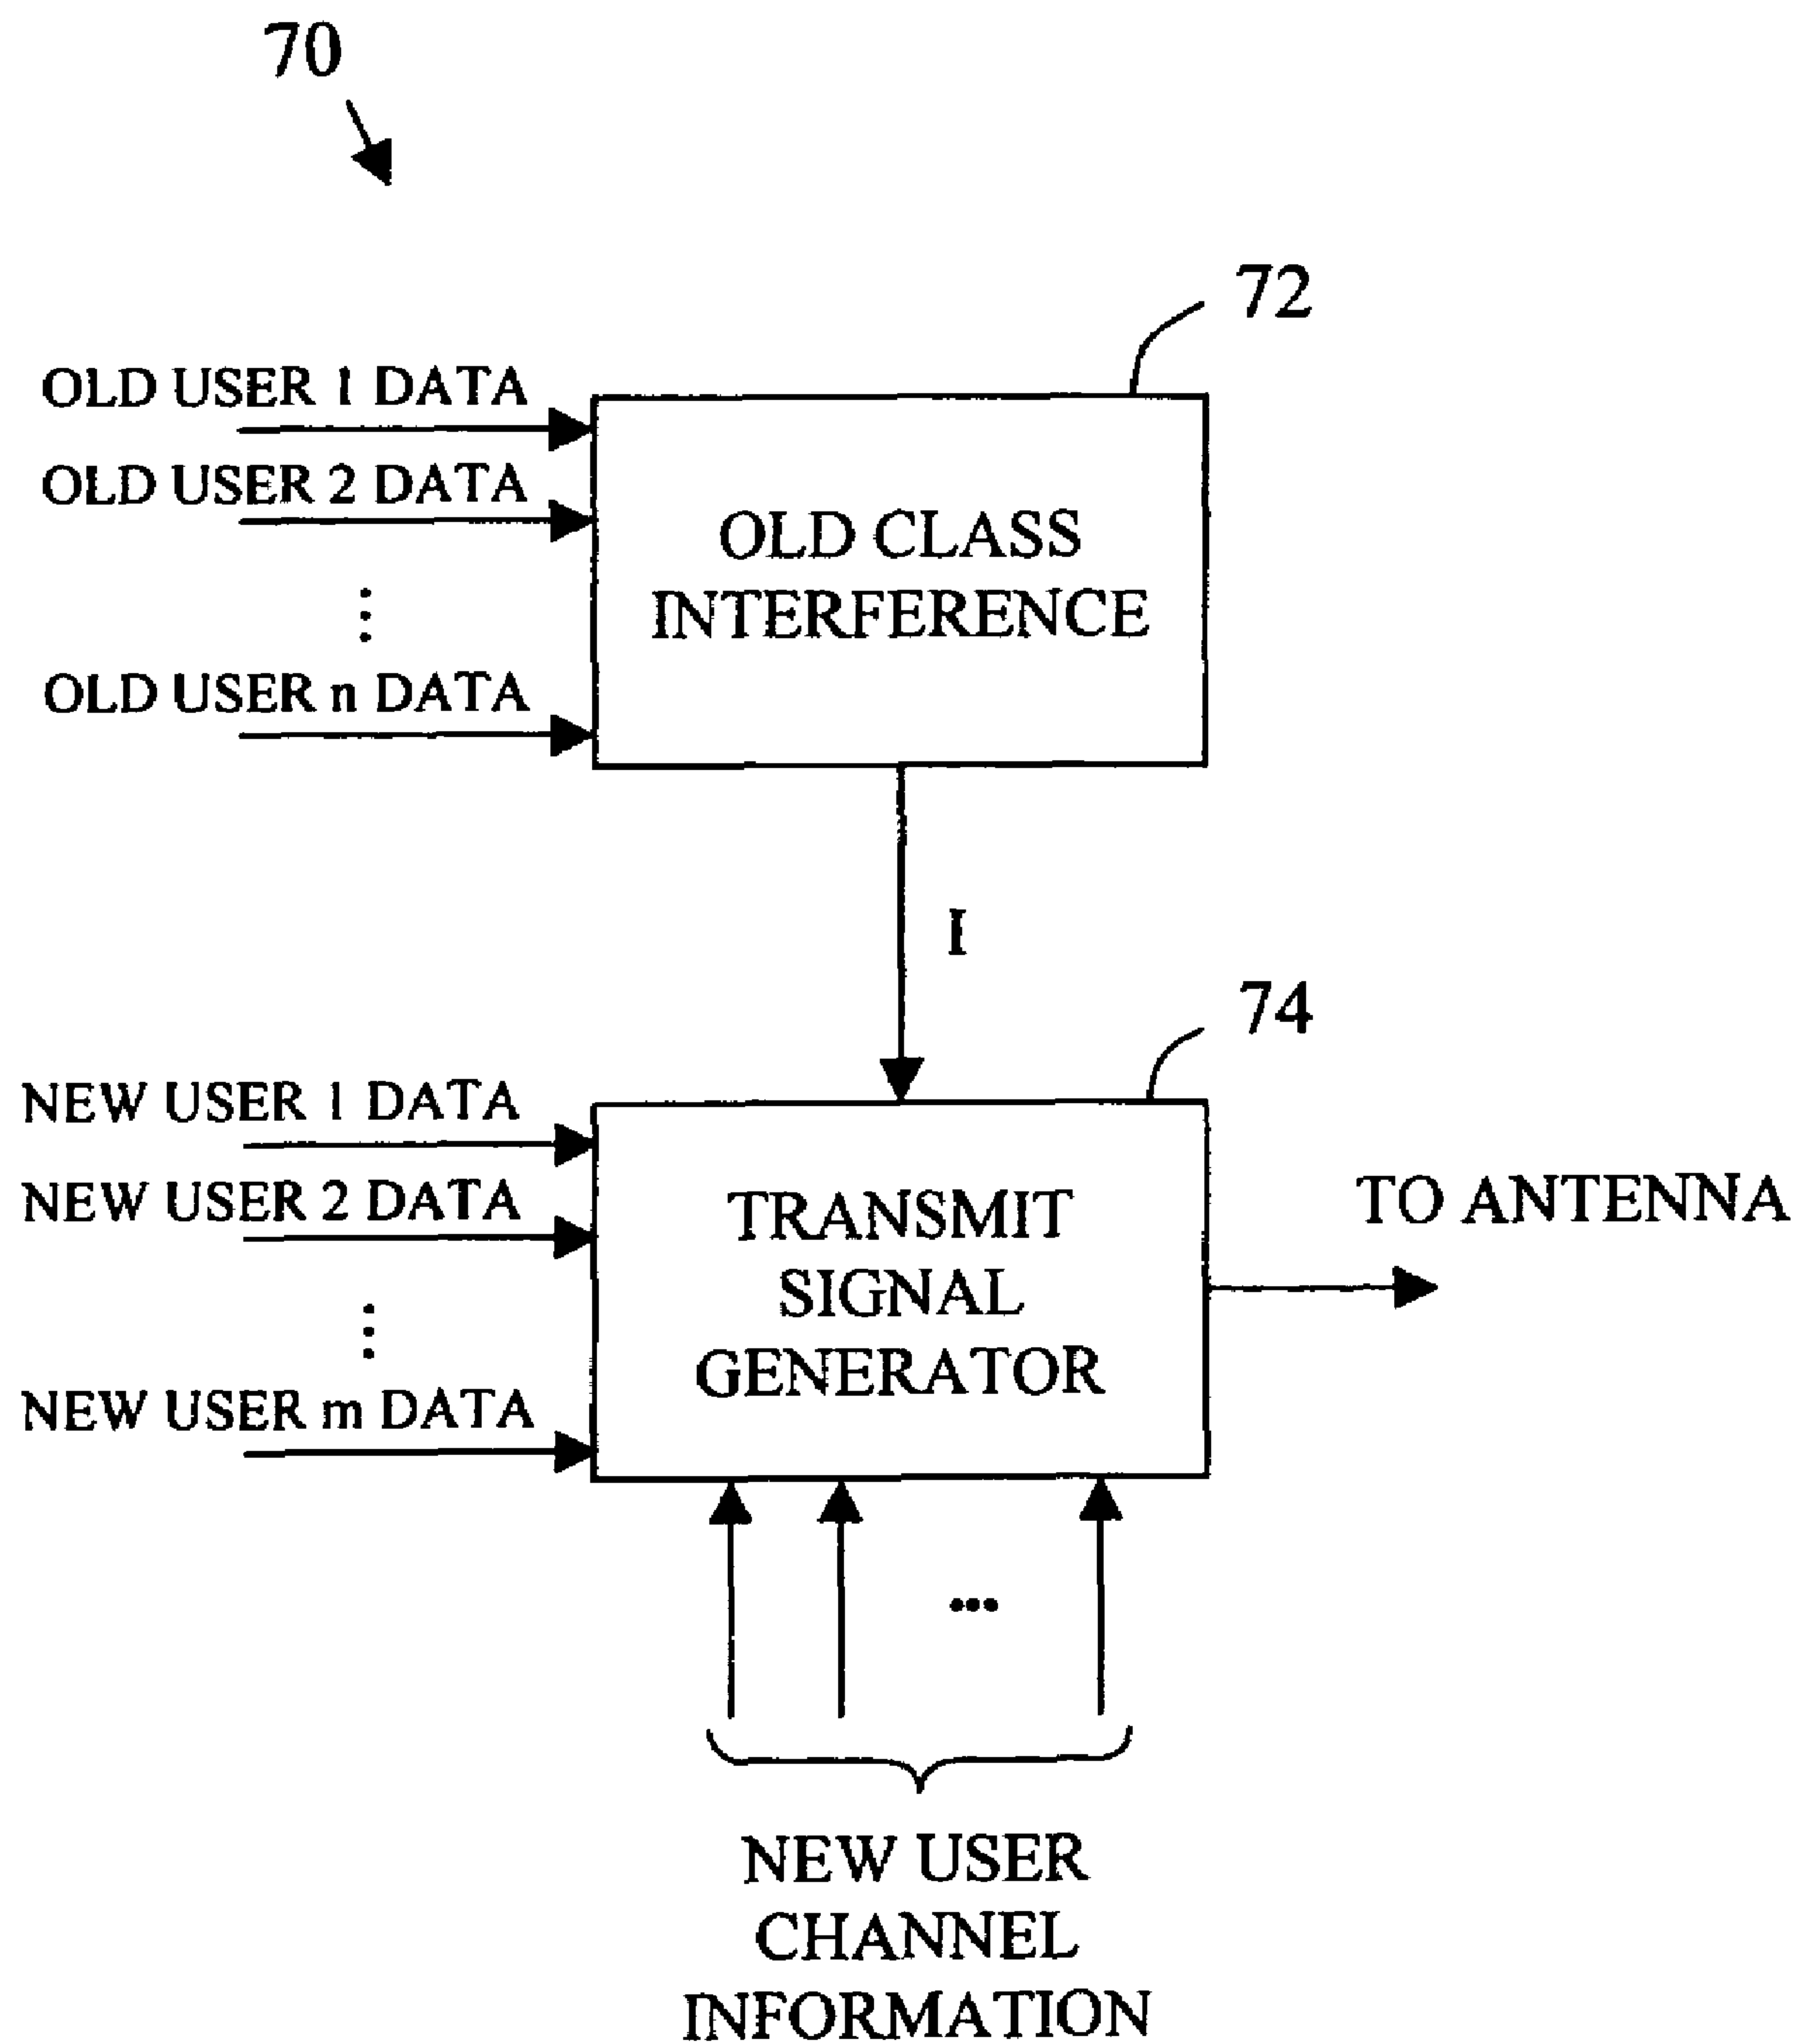 70
72
OLD USER 1 DATA
OLD USER 2 DATA
⋮
OLD USER n DATA
OLD CLASS
INTERFERENCE
I
74
NEW USER 1 DATA
NEW USER 2 DATA
⋮
NEW USER m DATA
TRANSMIT
SIGNAL
GENERATOR
TO ANTENNA
...
NEW USER
CHANNEL
INFORMATION